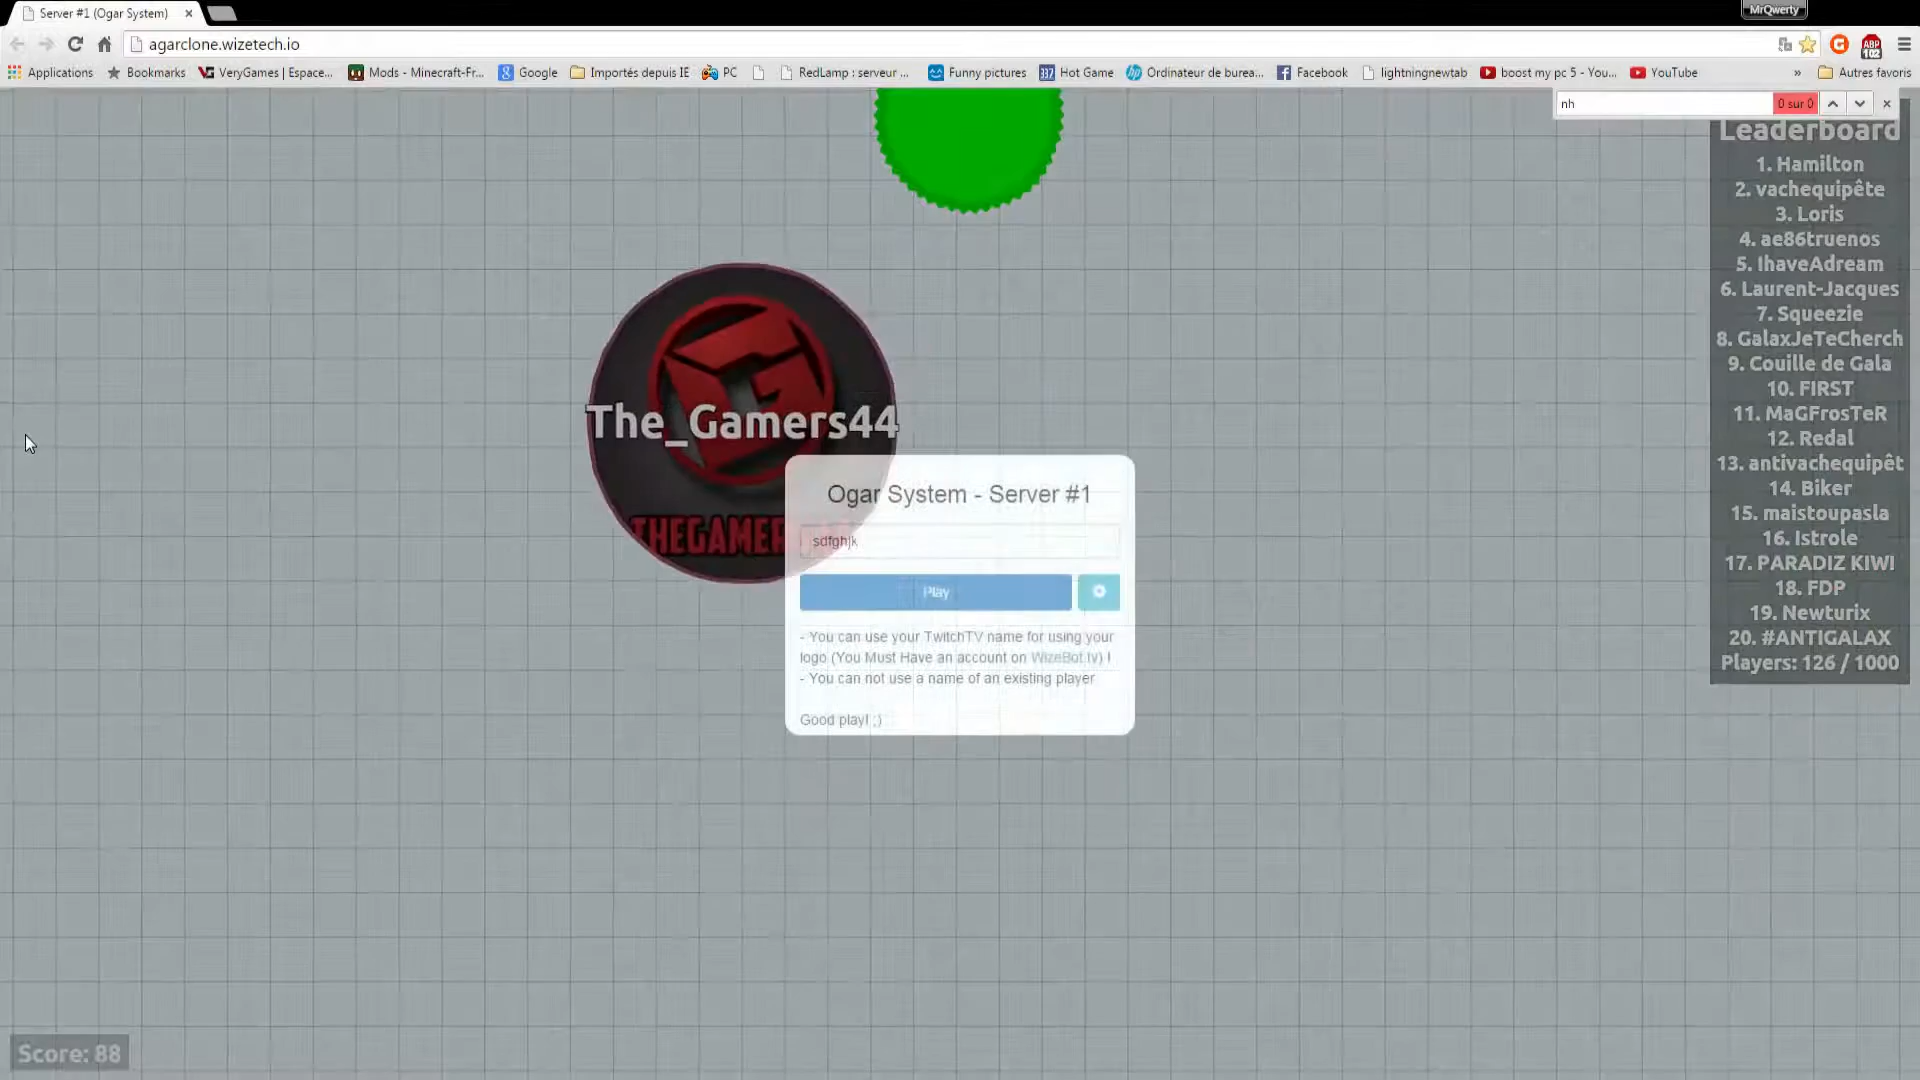 Server #1 (Ogar System)
MrQwerty
agarclone.wizetech.io
ABP
102
Applications
Bookmarks
VeryGames | Espace...
Mods - Minecraft-Fr...
Google
Importés depuis IE
PC
RedLamp : serveur ...
Funny pictures
337
Hot Game
hp
Ordinateur de burea...
Facebook
lightningnewtab
boost my pc 5 - You...
YouTube
»
Autres favoris
nh
0 sur 0
Leaderboard
1. Hamilton
2. vachequipête
3. Loris
4. ae86truenos
5. IhaveAdream
6. Laurent-Jacques
7. Squeezie
8. GalaxJeTeCherch
9. Couille de Gala
10. FIRST
11. MaGFrosTeR
12. Redal
13. antivachequipêt
14. Biker
15. maistoupasla
16. Istrole
17. PARADIZ KIWI
18. FDP
19. Newturix
20. #ANTIGALAX
Players: 126 / 1000
The_Gamers44
THEGAMER
Ogar System - Server #1
sdfghjk
Play
- You can use your TwitchTV name for using your
logo (You Must Have an account on WizeBot.tv) !
- You can not use a name of an existing player
Good play! ;)
Score: 88